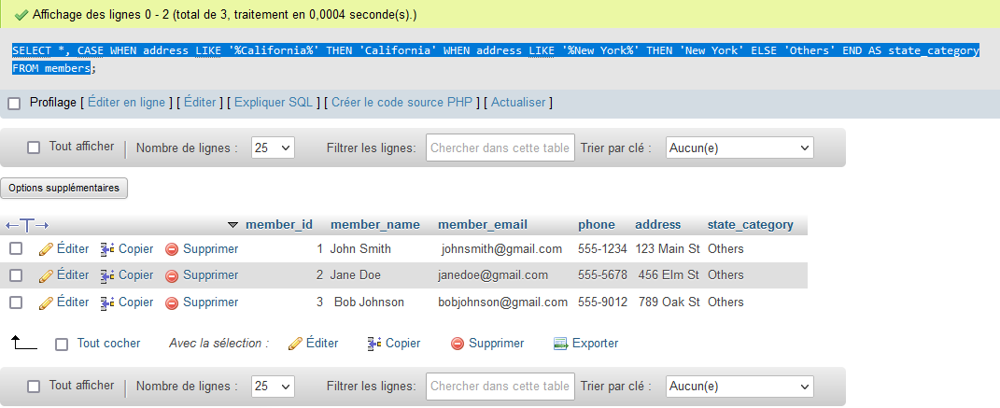 Affichage des lignes 0 - 2 (total de 3, traitement en 0,0004 seconde(s).)
SELECT *, CASE WHEN address LIKE '%California%' THEN 'California' WHEN address LIKE '%New York%' THEN 'New York' ELSE 'Others' END AS state_category
FROM members;
Profilage [ Éditer en ligne ] [ Éditer ] [ Expliquer SQL ] [ Créer le code source PHP ] [ Actualiser ]
Tout afficher Nombre de lignes : 25 Filtrer les lignes: Chercher dans cette table Trier par clé : Aucun(e)
Options supplémentaires
member_id member_name member_email phone address state_category
Éditer Copier Supprimer 1 John Smith johnsmith@gmail.com 555-1234 123 Main St Others
Éditer Copier Supprimer 2 Jane Doe janedoe@gmail.com 555-5678 456 Elm St Others
Éditer Copier Supprimer 3 Bob Johnson bobjohnson@gmail.com 555-9012 789 Oak St Others
Tout cocher Avec la sélection : Éditer Copier Supprimer Exporter
Tout afficher Nombre de lignes : 25 Filtrer les lignes: Chercher dans cette table Trier par clé : Aucun(e)